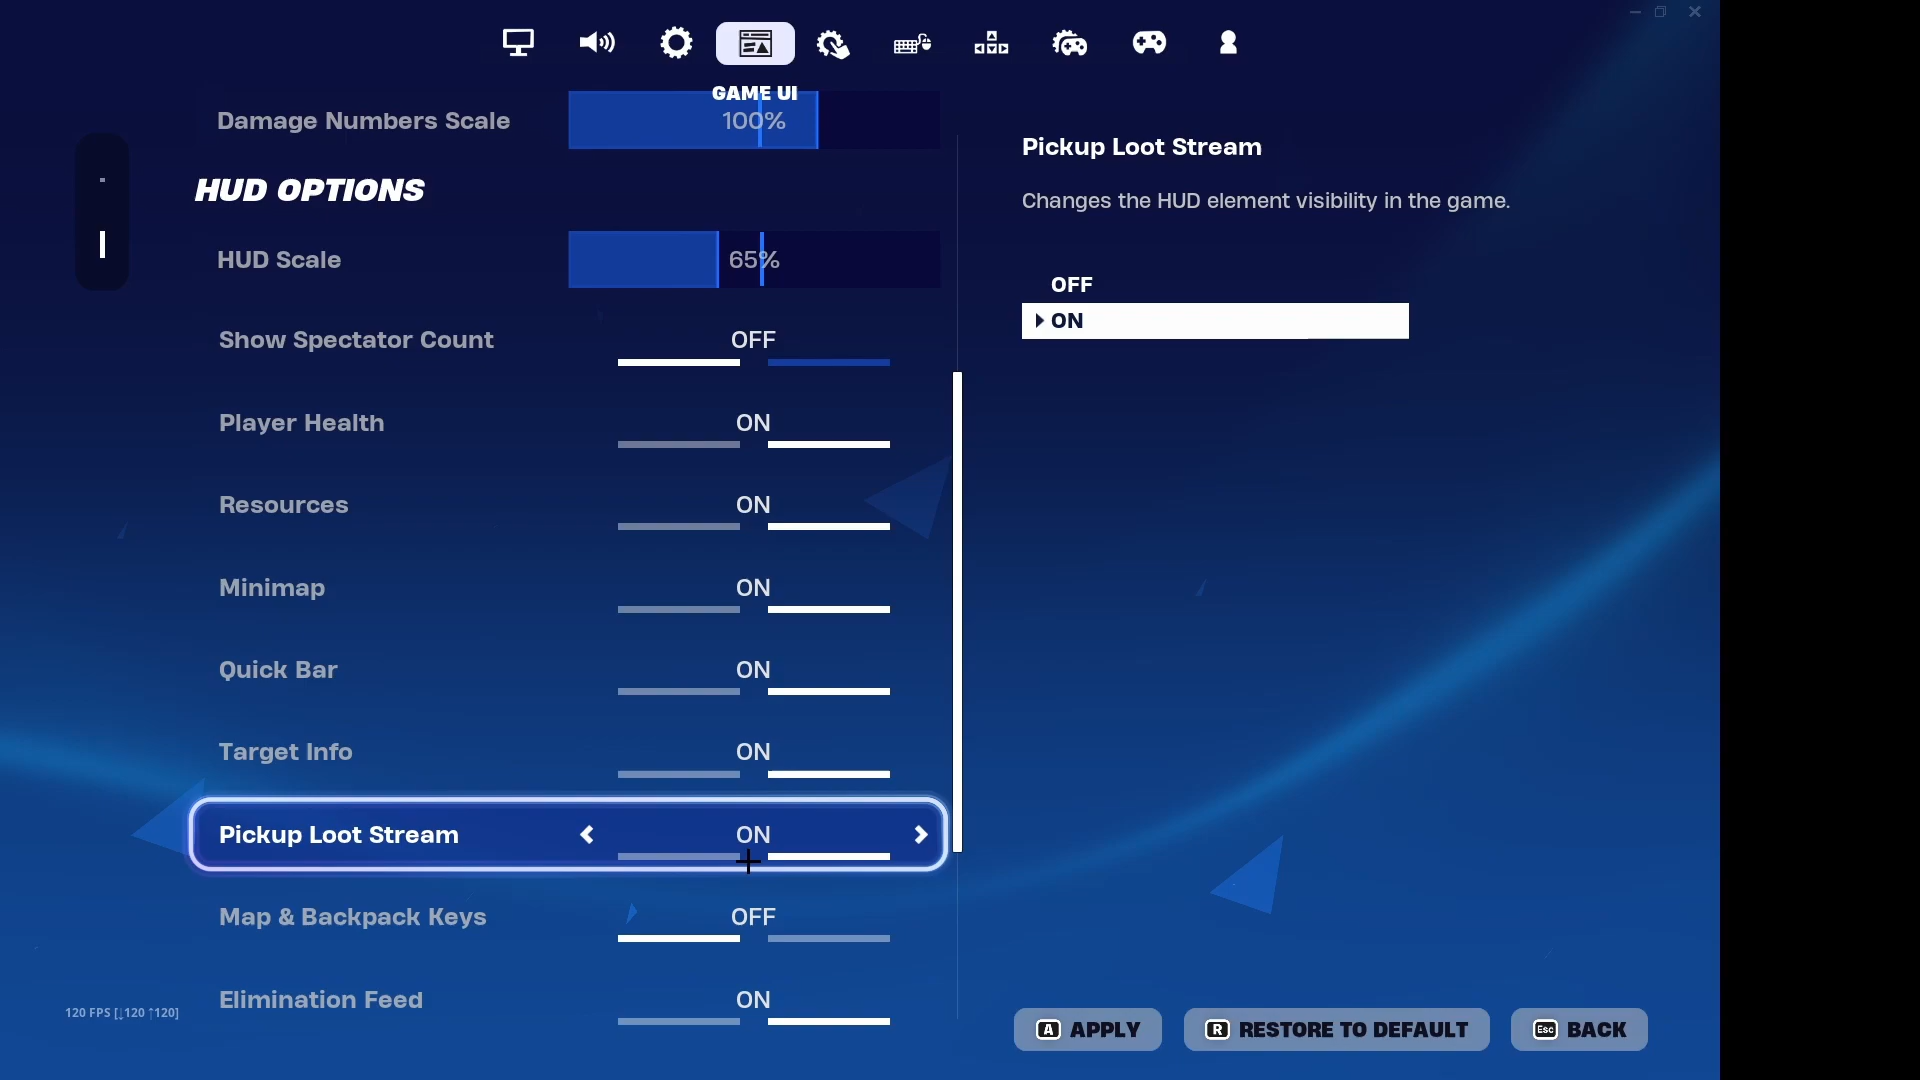 GAME UI
Damage Numbers Scale 100%
HUD OPTIONS
HUD Scale 65%
Show Spectator Count OFF
Player Health ON
Resources ON
Minimap ON
Quick Bar ON
Target Info ON
Pickup Loot Stream ON
Map & Backpack Keys OFF
Elimination Feed ON
Pickup Loot Stream
Changes the HUD element visibility in the game.
OFF
ON
120 FPS [↓120 ↑120]
A APPLY R RESTORE TO DEFAULT Esc BACK